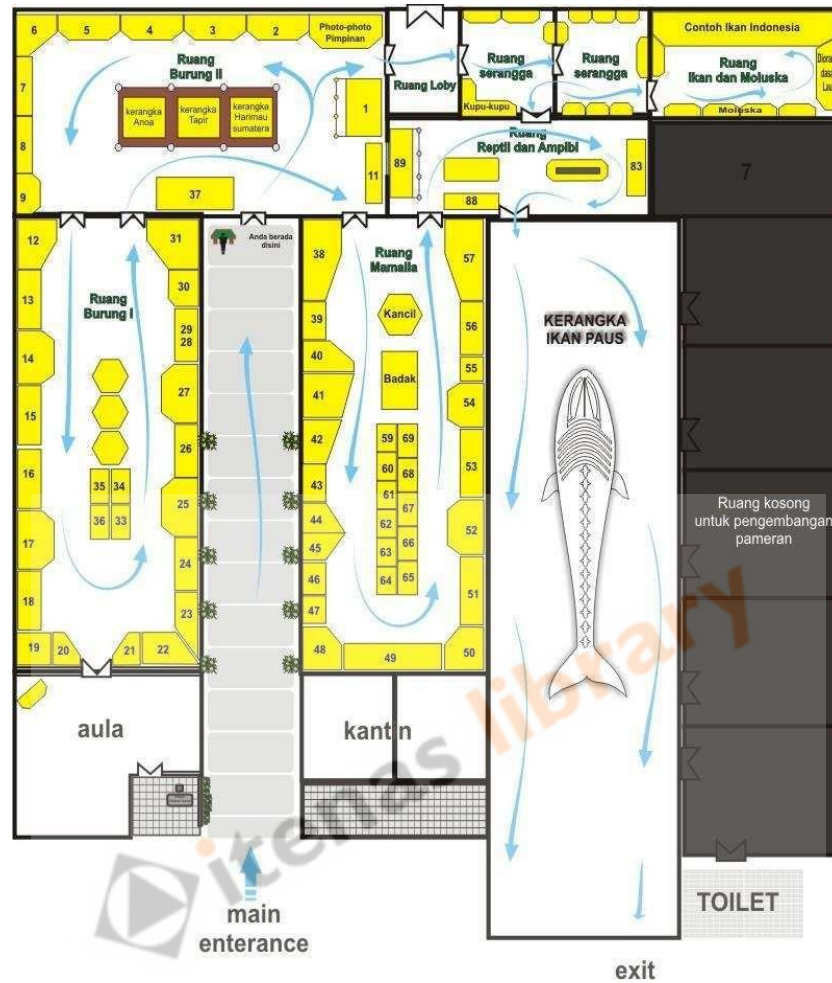 6
5
4
3
2
Photo-photo
Pimpinan
Ruang
Burung II
7
8
9
kerangka
Anoa
kerangka
Tapir
kerangka
Harimau
sumatera
1
11
37
Ruang Loby
Ruang
serangga
Kupu-kupu
Ruang
serangga
Contoh Ikan Indonesia
Ruang
Ikan dan Moluska
Moluska
89
Ruang
Reptil dan Ampibi
88
83
7
12
13
14
15
16
17
18
19
20
21
22
23
24
25
26
27
29
28
30
31
Ruang
Burung I
35
34
36
33
Anda berada
disini
38
39
40
41
42
43
44
45
46
47
48
49
50
51
52
53
54
55
56
57
Ruang
Mamalia
Kancil
Badak
59
69
60
68
61
67
62
66
63
65
64
KERANGKA
IKAN PAUS
Ruang kosong
untuk pengembangan
pameran
aula
kantin
itenas library
main
enterance
TOILET
exit